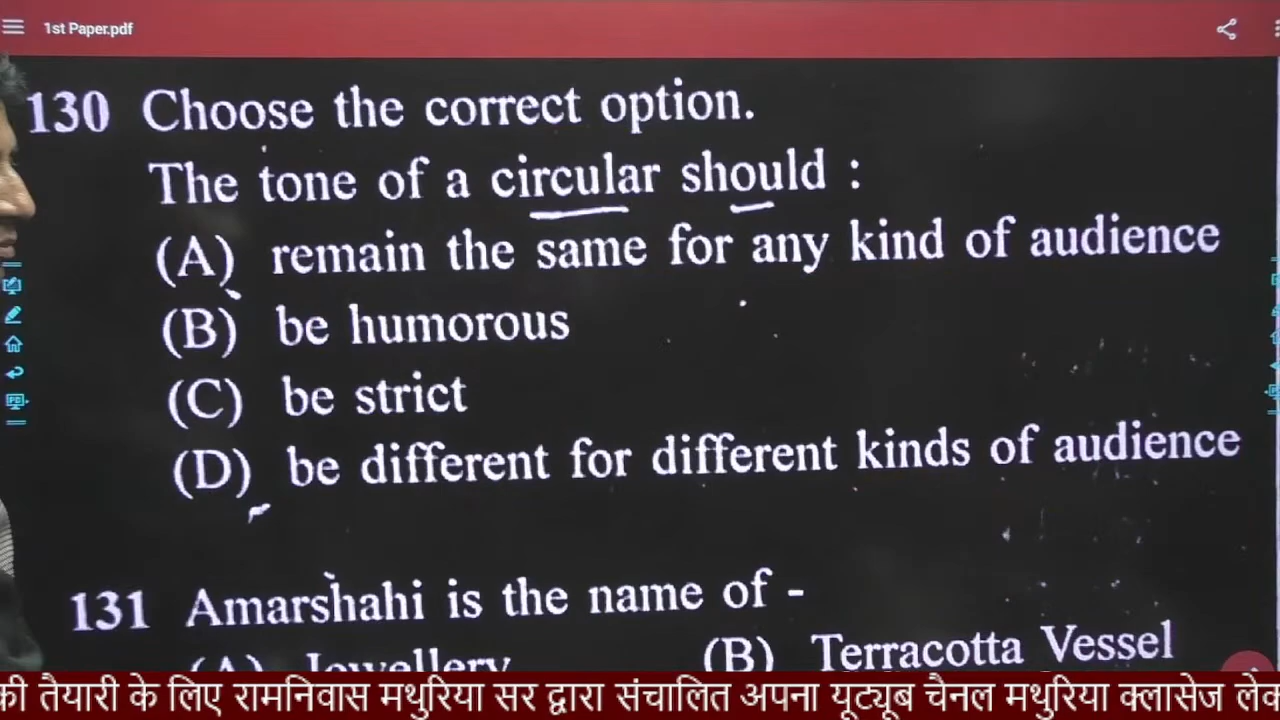 1st Paper.pdf
130 Choose the correct option.
The tone of a circular should :
(A) remain the same for any kind of audience
(B) be humorous
(C) be strict
(D) be different for different kinds of audience
131 Amarshahi is the name of -
(A) Jewellery (B) Terracotta Vessel
की तैयारी के लिए रामनिवास मथुरिया सर द्वारा संचालित अपना यूट्यूब चैनल मथुरिया क्लासेज लेक